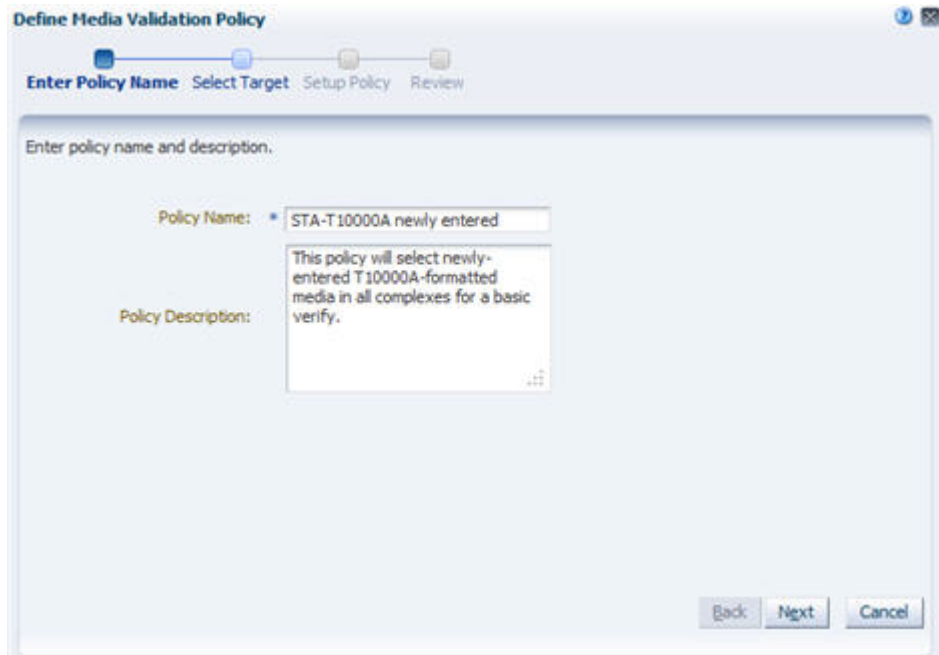 Define Media Validation Policy
Enter Policy Name Select Target Setup Policy Review
Enter policy name and description.
Policy Name: * STA-T10000A newly entered
This policy will select newly-
entered T10000A-formatted
media in all complexes for a basic
verify.
Policy Description:
Back Next Cancel